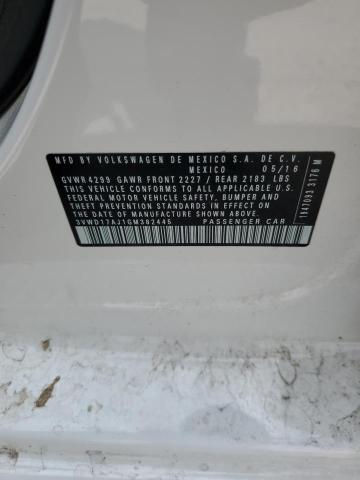 MFD BY VOLKSWAGEN DE MEXICO S.A. DE C.V.
MEXICO 05/16
GVWR 4299 GAWR FRONT 2227 / REAR 2183 LBS
THIS VEHICLE CONFORMS TO ALL APPLICABLE U.S.
FEDERAL MOTOR VEHICLE SAFETY, BUMPER, AND
THEFT PREVENTION STANDARDS IN EFFECT ON THE
DATE OF MANUFACTURE SHOWN ABOVE.
3VWD17AJ1GM382445 PASSENGER CAR
1X47093 3176 M